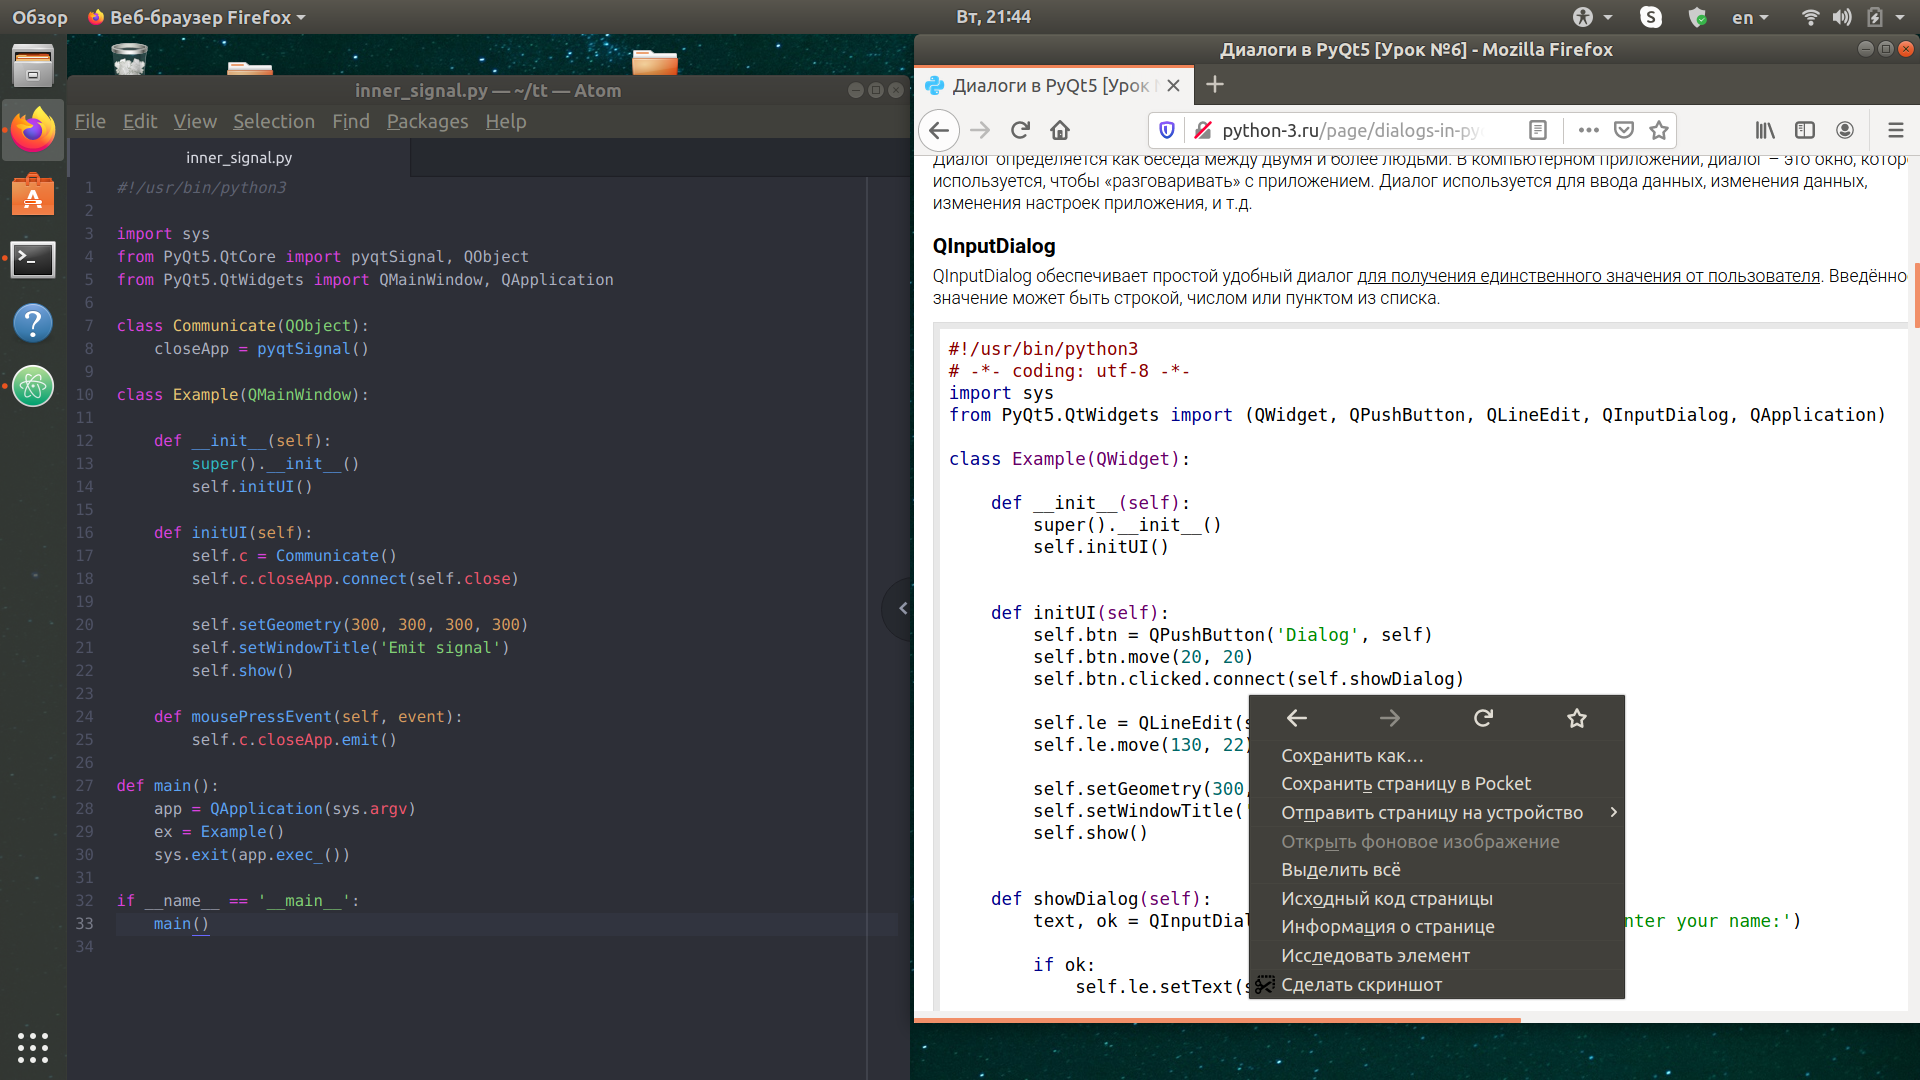 Обзор
Веб-браузер Firefox
Вт, 21:44
en
inner_signal.py — ~/tt — Atom
File Edit View Selection Find Packages Help
inner_signal.py
1 #!/usr/bin/python3
2
3 import sys
4 from PyQt5.QtCore import pyqtSignal, QObject
5 from PyQt5.QtWidgets import QMainWindow, QApplication
6
7 class Communicate(QObject):
8     closeApp = pyqtSignal()
9
10 class Example(QMainWindow):
11
12     def __init__(self):
13         super().__init__()
14         self.initUI()
15
16     def initUI(self):
17         self.c = Communicate()
18         self.c.closeApp.connect(self.close)
19
20         self.setGeometry(300, 300, 300, 300)
21         self.setWindowTitle('Emit signal')
22         self.show()
23
24     def mousePressEvent(self, event):
25         self.c.closeApp.emit()
26
27 def main():
28     app = QApplication(sys.argv)
29     ex = Example()
30     sys.exit(app.exec_())
31
32 if __name__ == '__main__':
33     main()
34
Диалоги в PyQt5 [Урок №6] - Mozilla Firefox
Диалоги в PyQt5 [Урок
python-3.ru/page/dialogs-in-py
Диалог определяется как беседа между двумя и более людьми. В компьютерном приложении, диалог – это окно, котор
используется, чтобы «разговаривать» с приложением. Диалог используется для ввода данных, изменения данных,
изменения настроек приложения, и т.д.
QInputDialog
QInputDialog обеспечивает простой удобный диалог для получения единственного значения от пользователя. Введённо
значение может быть строкой, числом или пунктом из списка.
#!/usr/bin/python3
# -*- coding: utf-8 -*-
import sys
from PyQt5.QtWidgets import (QWidget, QPushButton, QLineEdit, QInputDialog, QApplication)
class Example(QWidget):
    def __init__(self):
        super().__init__()
        self.initUI()
    def initUI(self):
        self.btn = QPushButton('Dialog', self)
        self.btn.move(20, 20)
        self.btn.clicked.connect(self.showDialog)
        self.le = QLineEdit(s
        self.le.move(130, 22)
        self.setGeometry(300,
        self.setWindowTitle('
        self.show()
    def showDialog(self):
        text, ok = QInputDial nter your name:')
        if ok:
            self.le.setText(s
Сохранить как…
Сохранить страницу в Pocket
Отправить страницу на устройство
Открыть фоновое изображение
Выделить всё
Исходный код страницы
Информация о странице
Исследовать элемент
Сделать скриншот